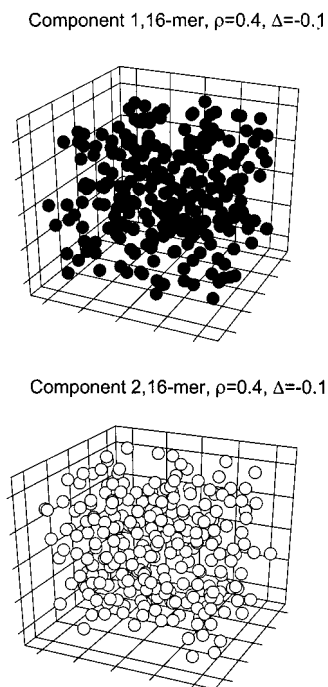 Component 1,16-mer, ρ=0.4, Δ=-0.1
Component 2,16-mer, ρ=0.4, Δ=-0.1